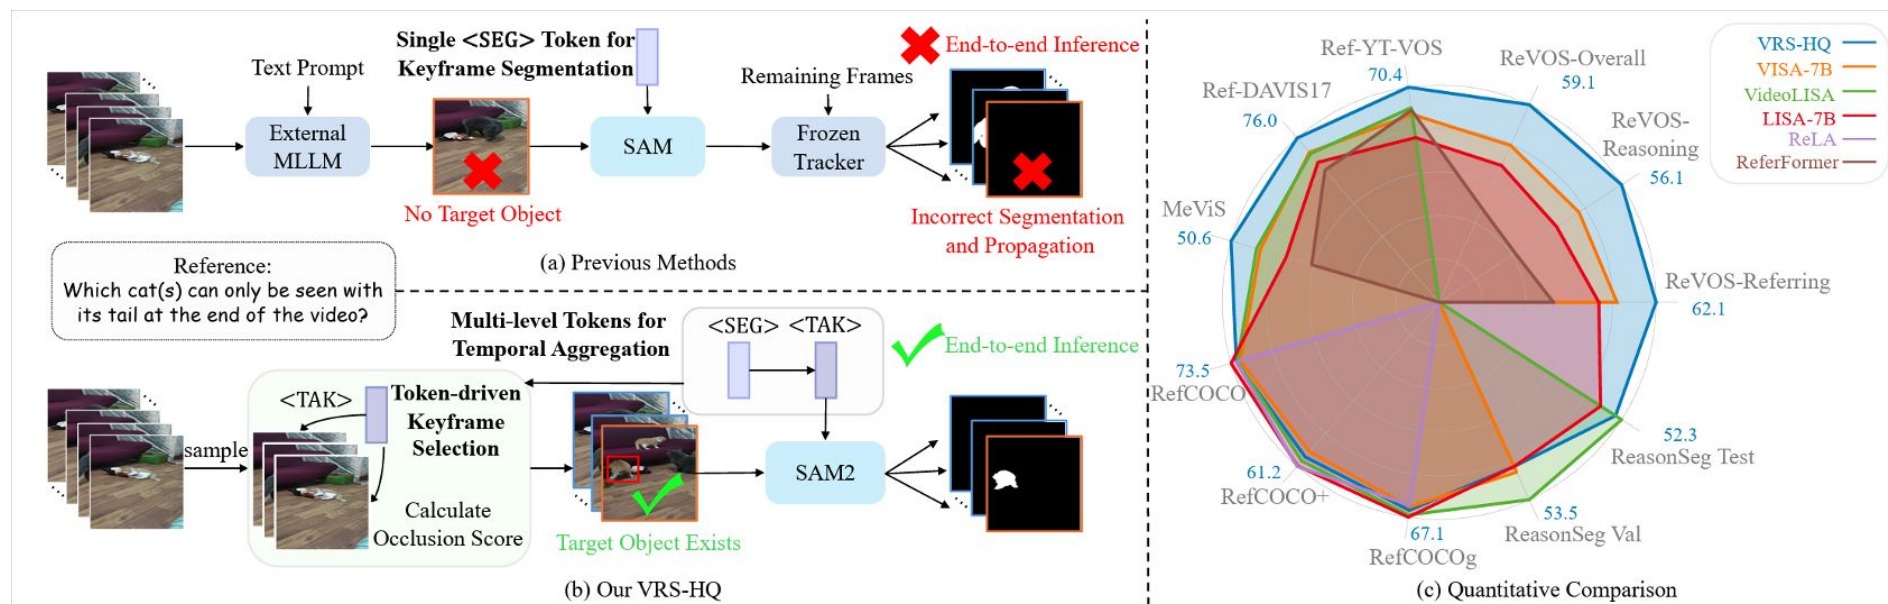 Single <SEG> Token for
Keyframe Segmentation
End-to-end Inference
Text Prompt
Remaining Frames
External
MLLM
SAM
Frozen
Tracker
No Target Object
Incorrect Segmentation
and Propagation
(a) Previous Methods
Reference:
Which cat(s) can only be seen with
its tail at the end of the video?
Multi-level Tokens for
Temporal Aggregation
<SEG>
<TAK>
End-to-end Inference
sample
<TAK>
Token-driven
Keyframe
Selection
Calculate
Occlusion Score
Target Object Exists
SAM2
(b) Our VRS-HQ
Ref-YT-VOS
70.4
ReVOS-Overall
59.1
ReVOS-
Reasoning
56.1
ReVOS-Referring
62.1
52.3
ReasonSeg Test
53.5
ReasonSeg Val
67.1
RefCOCOg
61.2
RefCOCO+
73.5
RefCOCO
MeViS
50.6
Ref-DAVIS17
76.0
VRS-HQ
VISA-7B
VideoLISA
LISA-7B
ReLA
ReferFormer
(c) Quantitative Comparison